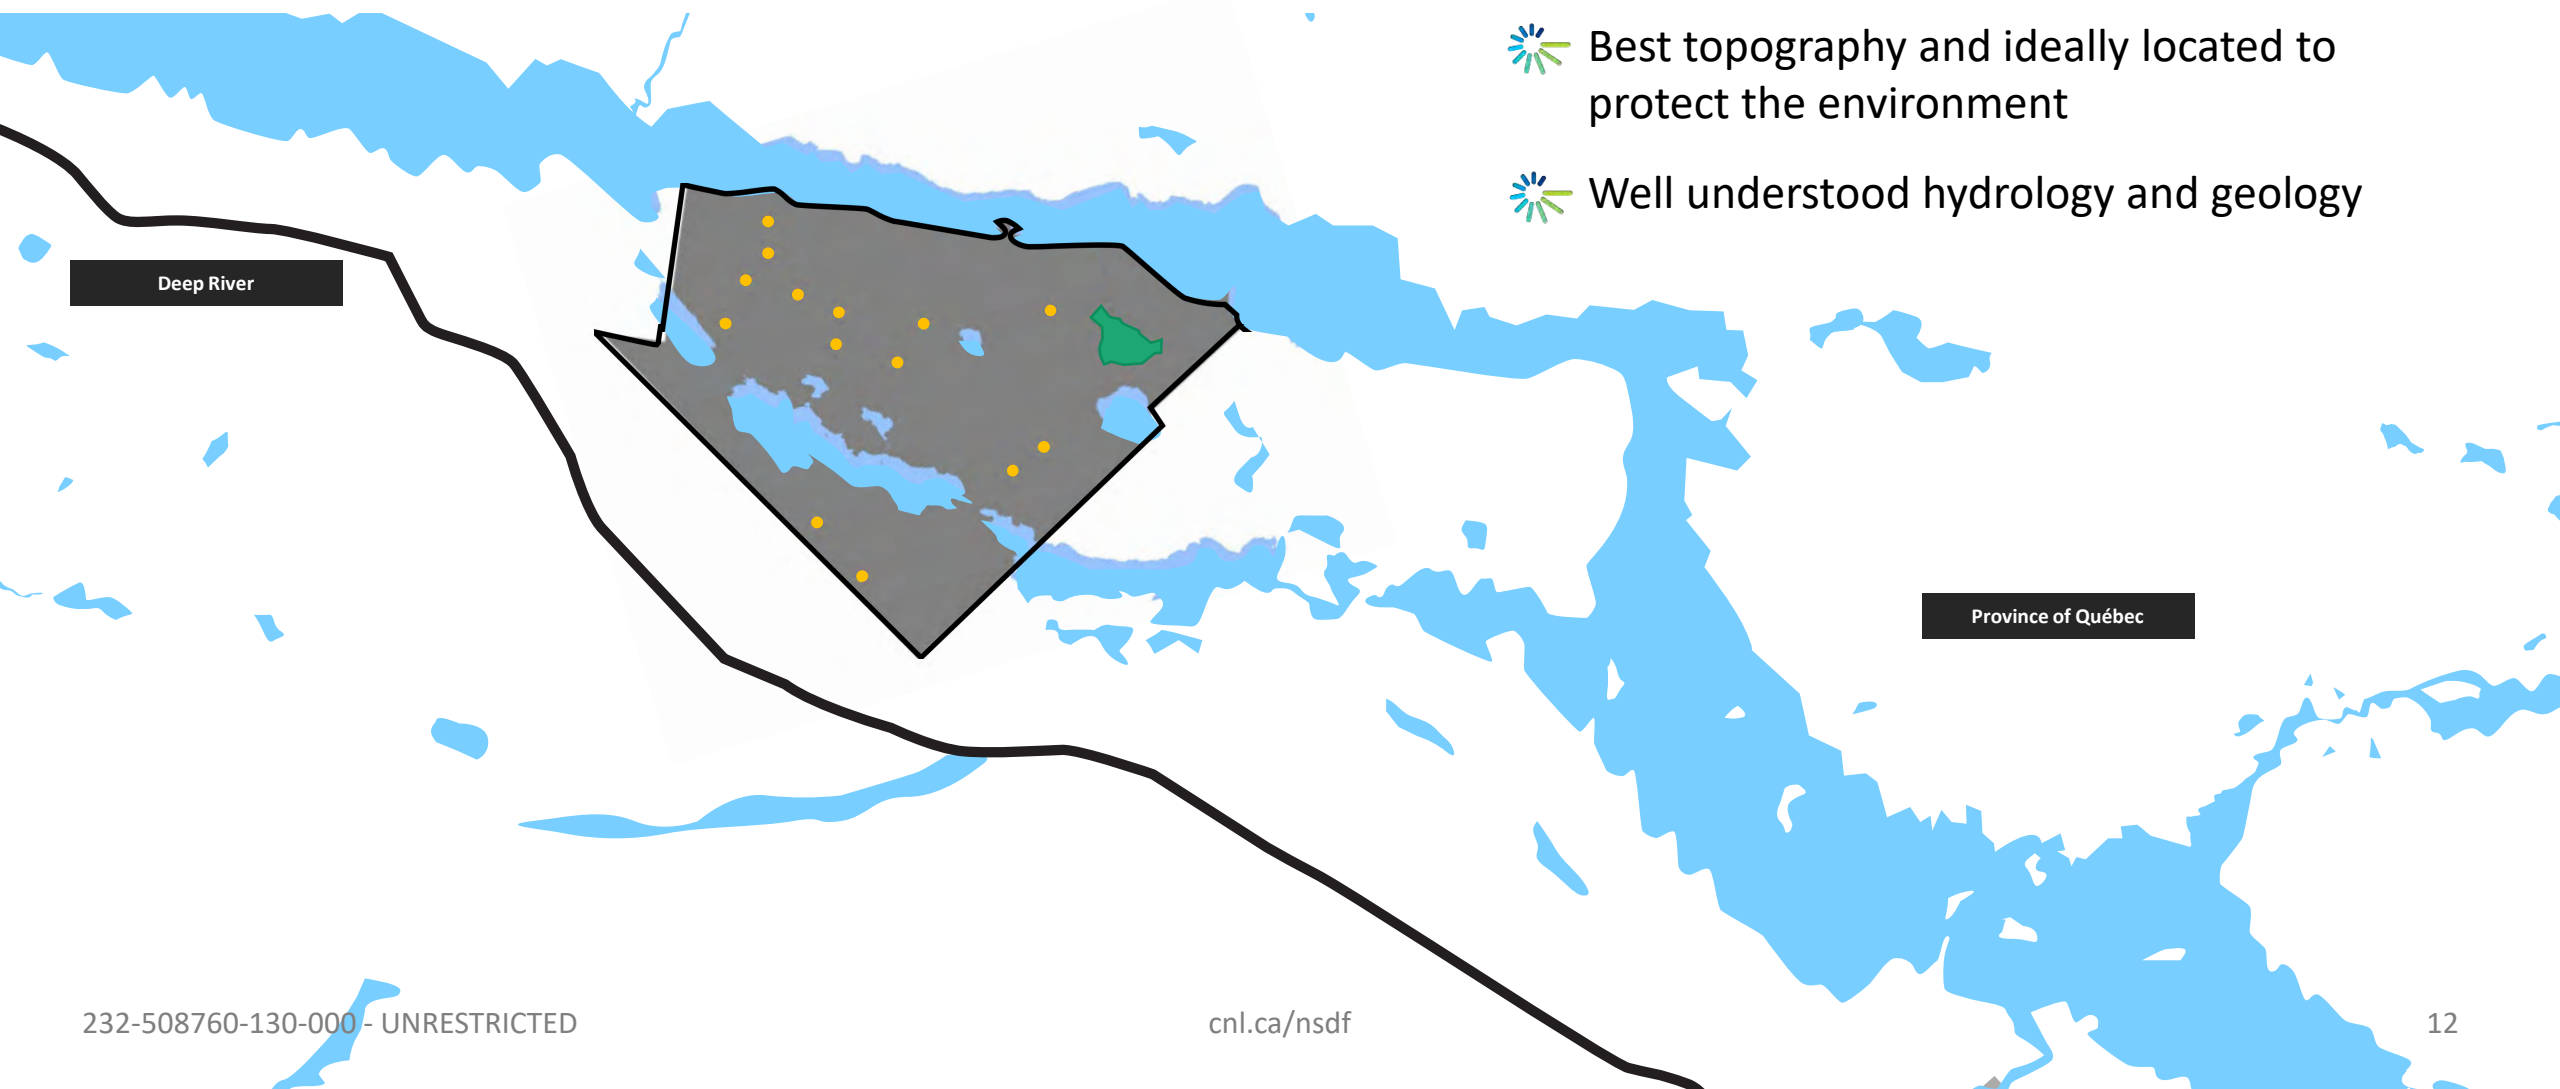 Best topography and ideally located to
protect the environment
Well understood hydrology and geology
Deep River
Province of Québec
232-508760-130-000 - UNRESTRICTED
cnl.ca/nsdf
12